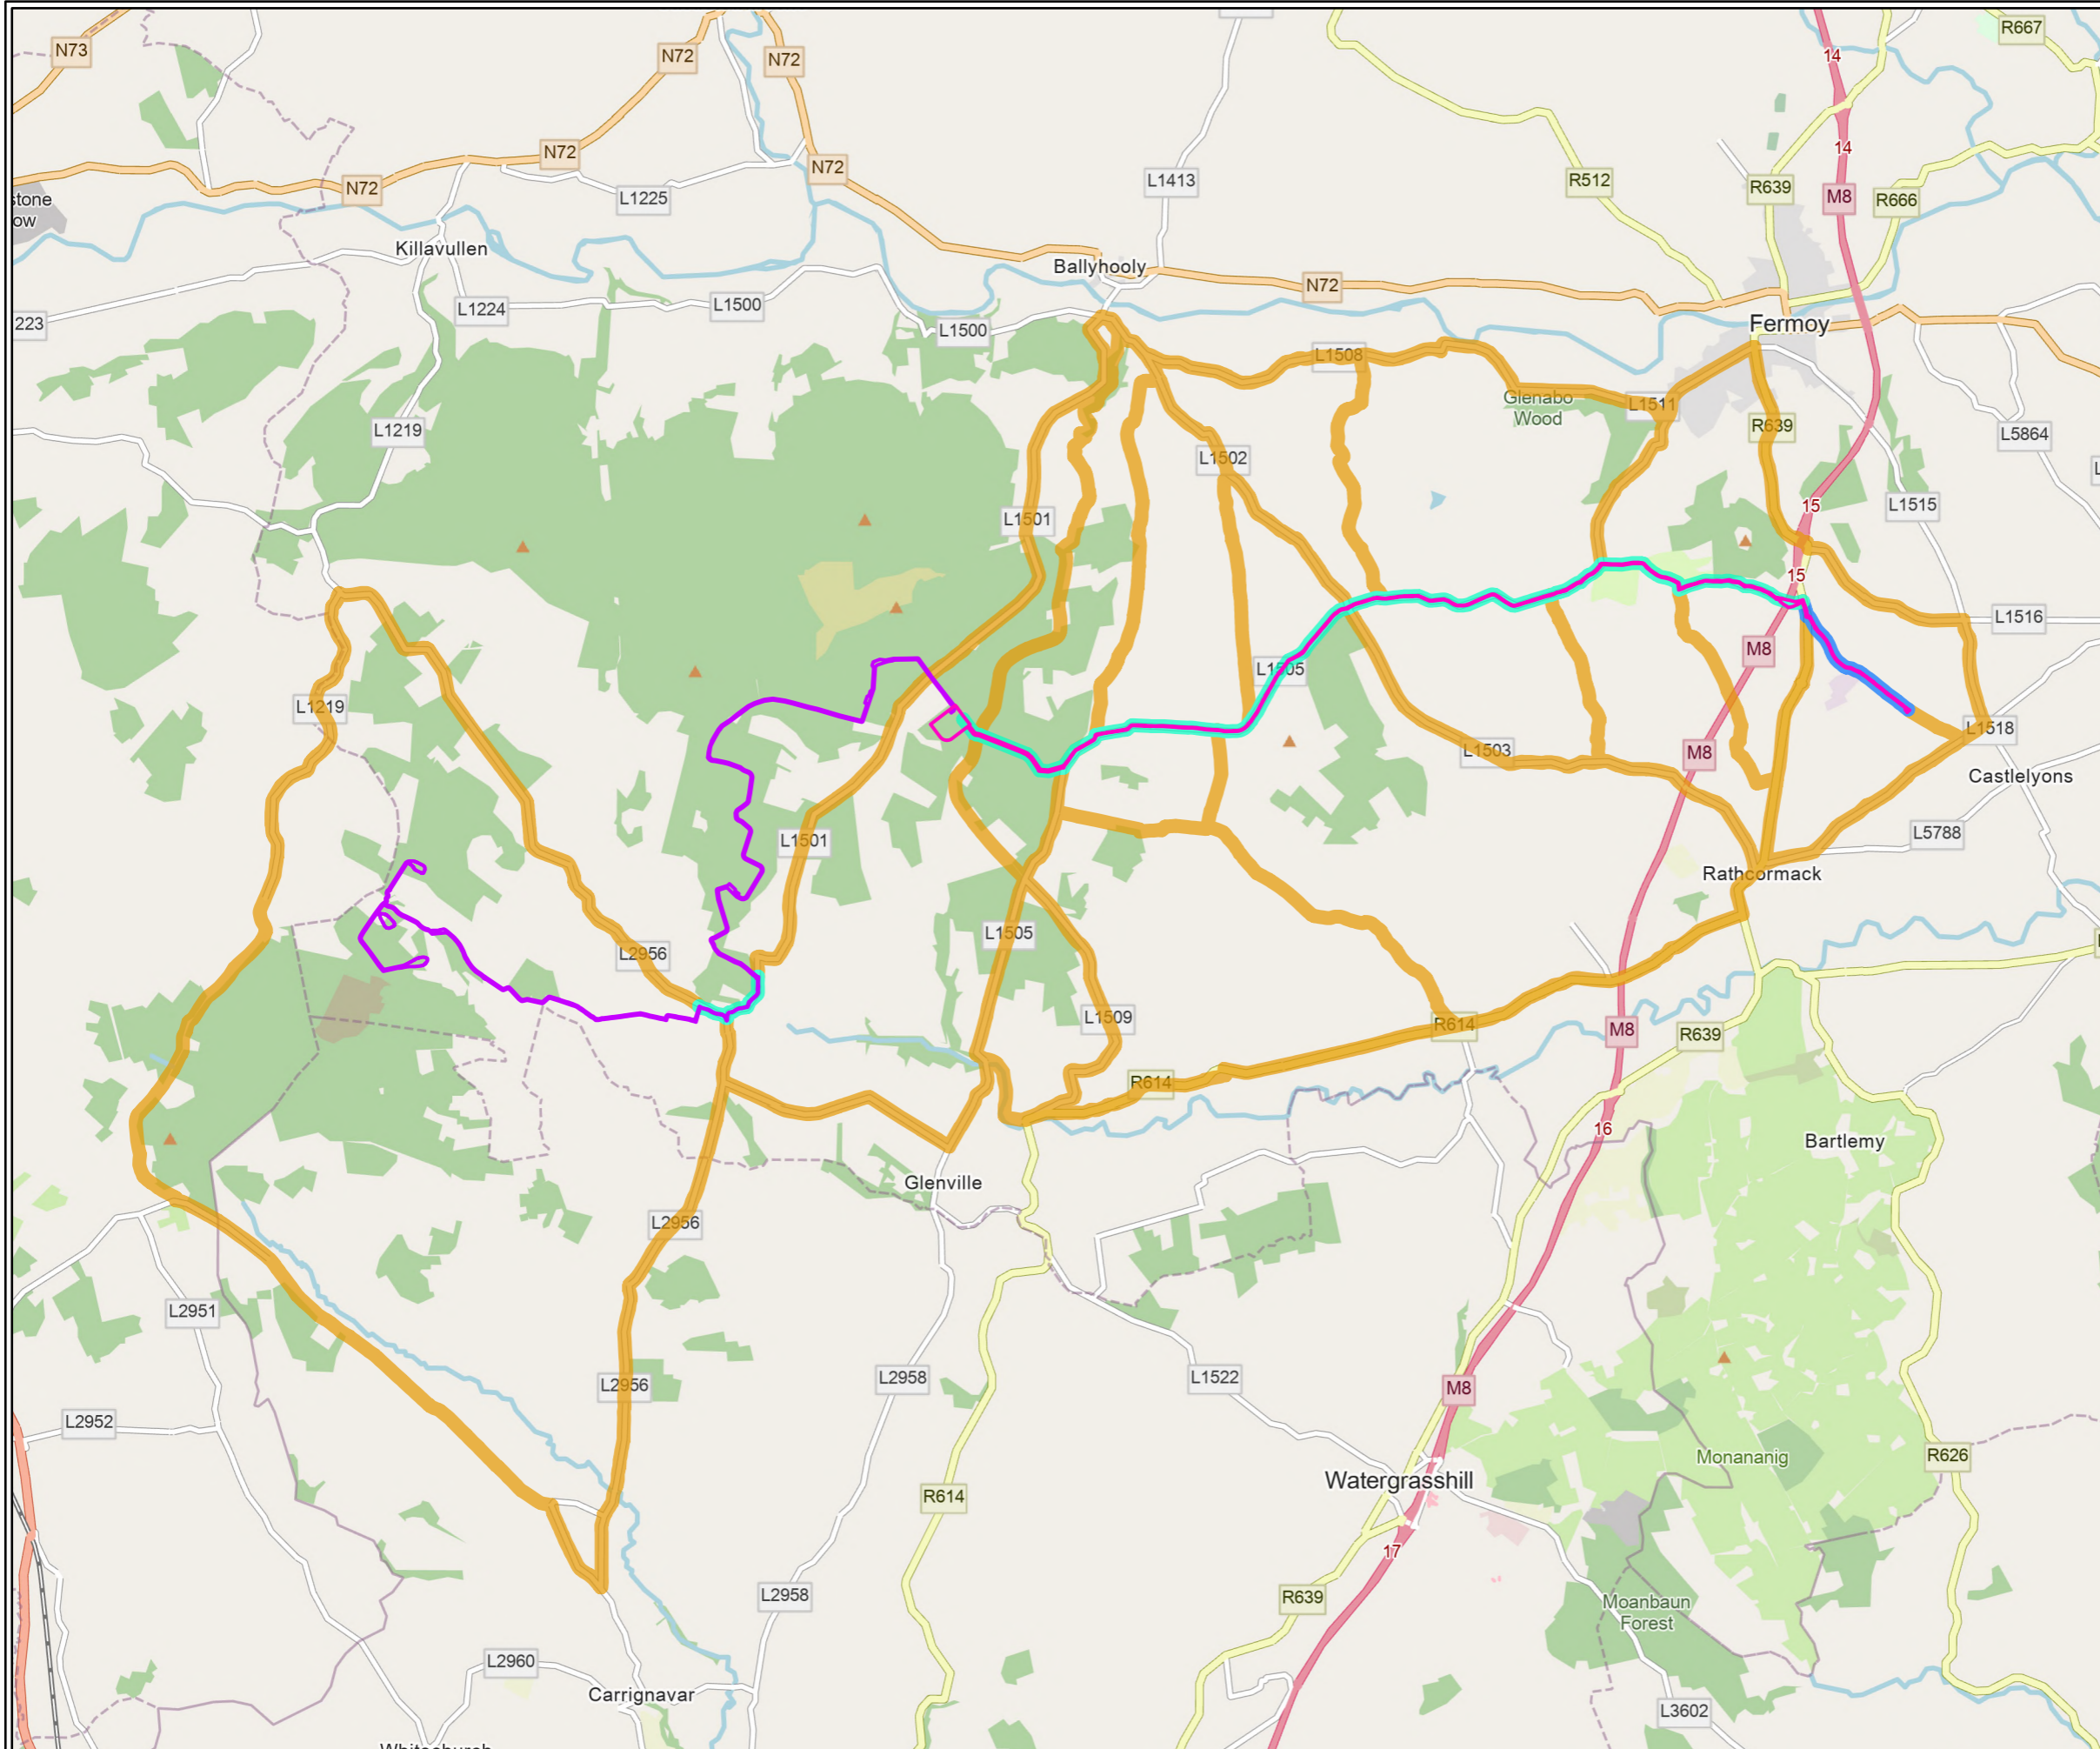 N73
N72
N72
R667
14
N72
N72
14
N72
L1225
L1413
R512
R639
M8
R666
stone
ow
Killavullen
Ballyhooly
N72
L1224
L1500
223
L1500
Fermoy
L1508
Glenabo
Wood
L1511
R639
L1219
L5864
L1502
L1501
15
L1515
15
L1516
L1505
M8
L1219
L1503
M8
L1518
Castlelyons
L1501
L5788
Rathcormack
L1505
L2956
L1509
R614
M8
R639
R614
16
Bartlemy
Glenville
L2956
L2951
L2956
L2958
L1522
M8
L2952
Monananig
R626
Watergrasshill
R614
17
L2958
R639
Moanbaun
Forest
L2960
Carrignavar
L3602
Whitechurch